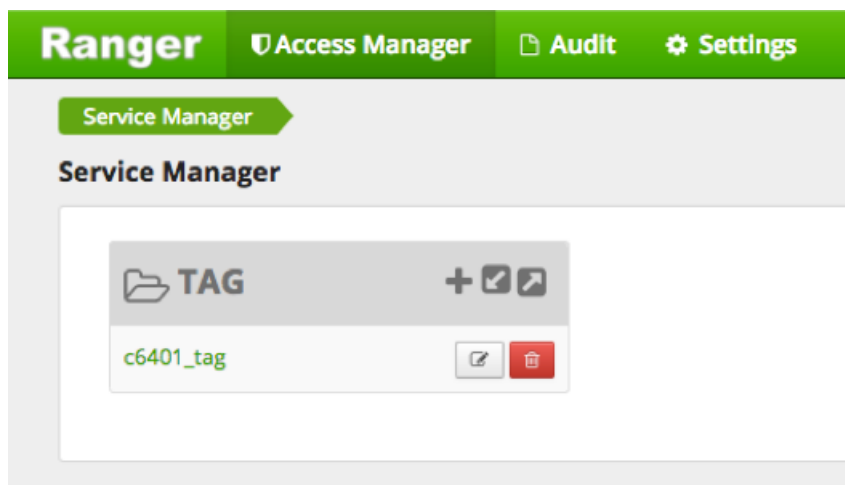 Ranger Access Manager Audit Settings
Service Manager
Service Manager
TAG
c6401_tag